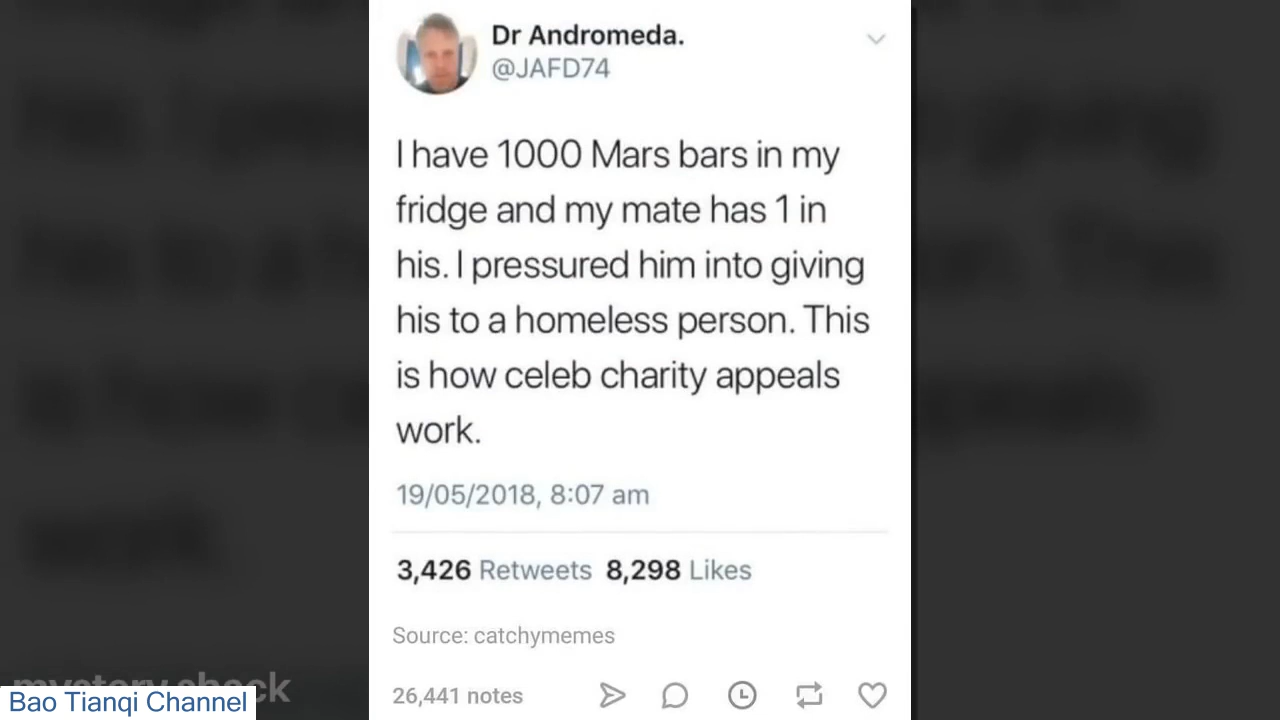 Dr Andromeda.
@JAFD74
I have 1000 Mars bars in my
fridge and my mate has 1 in
his. I pressured him into giving
his to a homeless person. This
is how celeb charity appeals
work.
19/05/2018, 8:07 am
3,426 Retweets 8,298 Likes
Source: catchymemes
26,441 notes
Bao Tianqi Channel